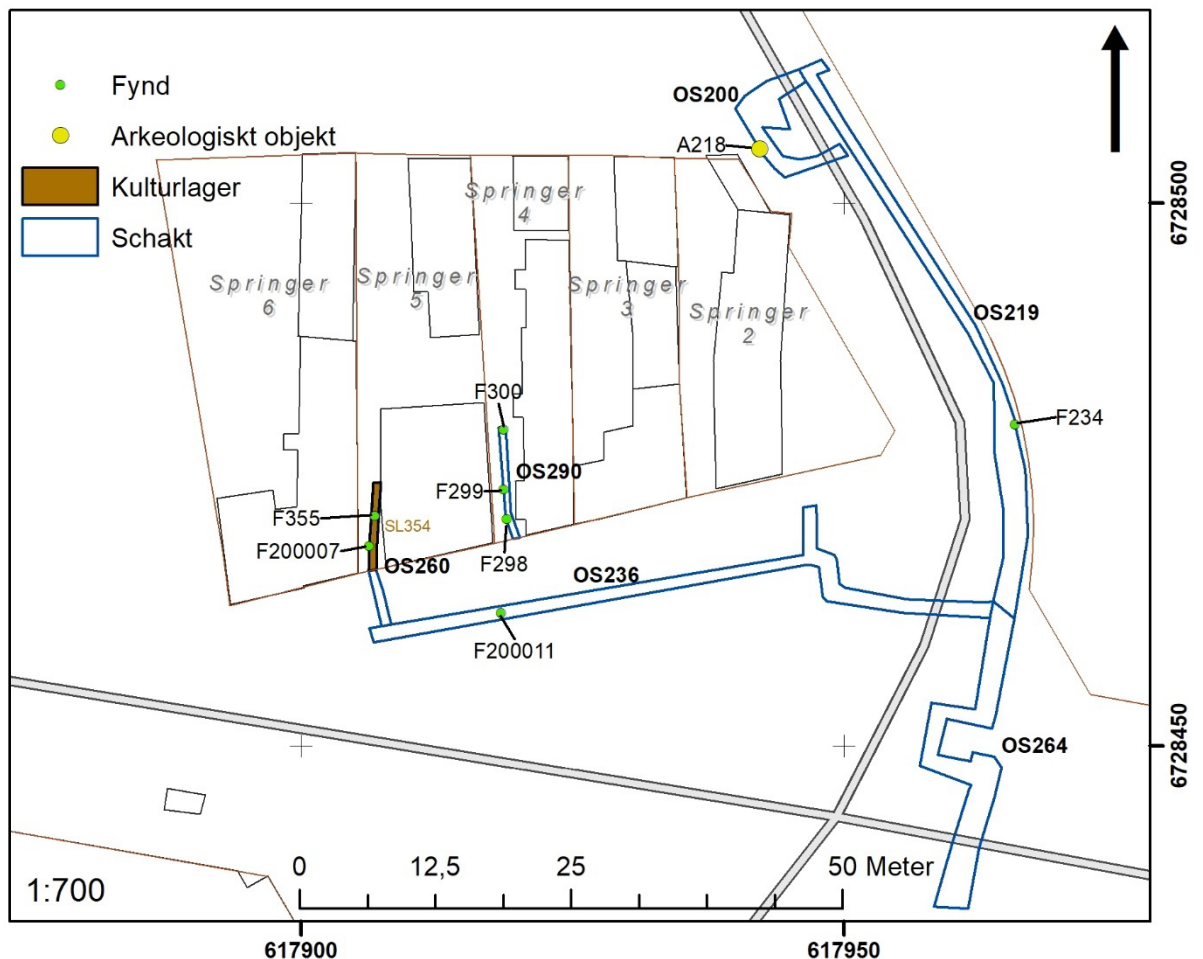 Fynd
Arkeologiskt objekt
Kulturlager
Schakt
OS200
A218
Springer
4
Springer
6
Springer
5
Springer
3
Springer
2
OS219
F300
F234
F299
OS290
F355
SL354
F200007
OS260
F298
OS236
F200011
OS264
0
12,5
25
50 Meter
1:700
617900
617950
6728500
6728450